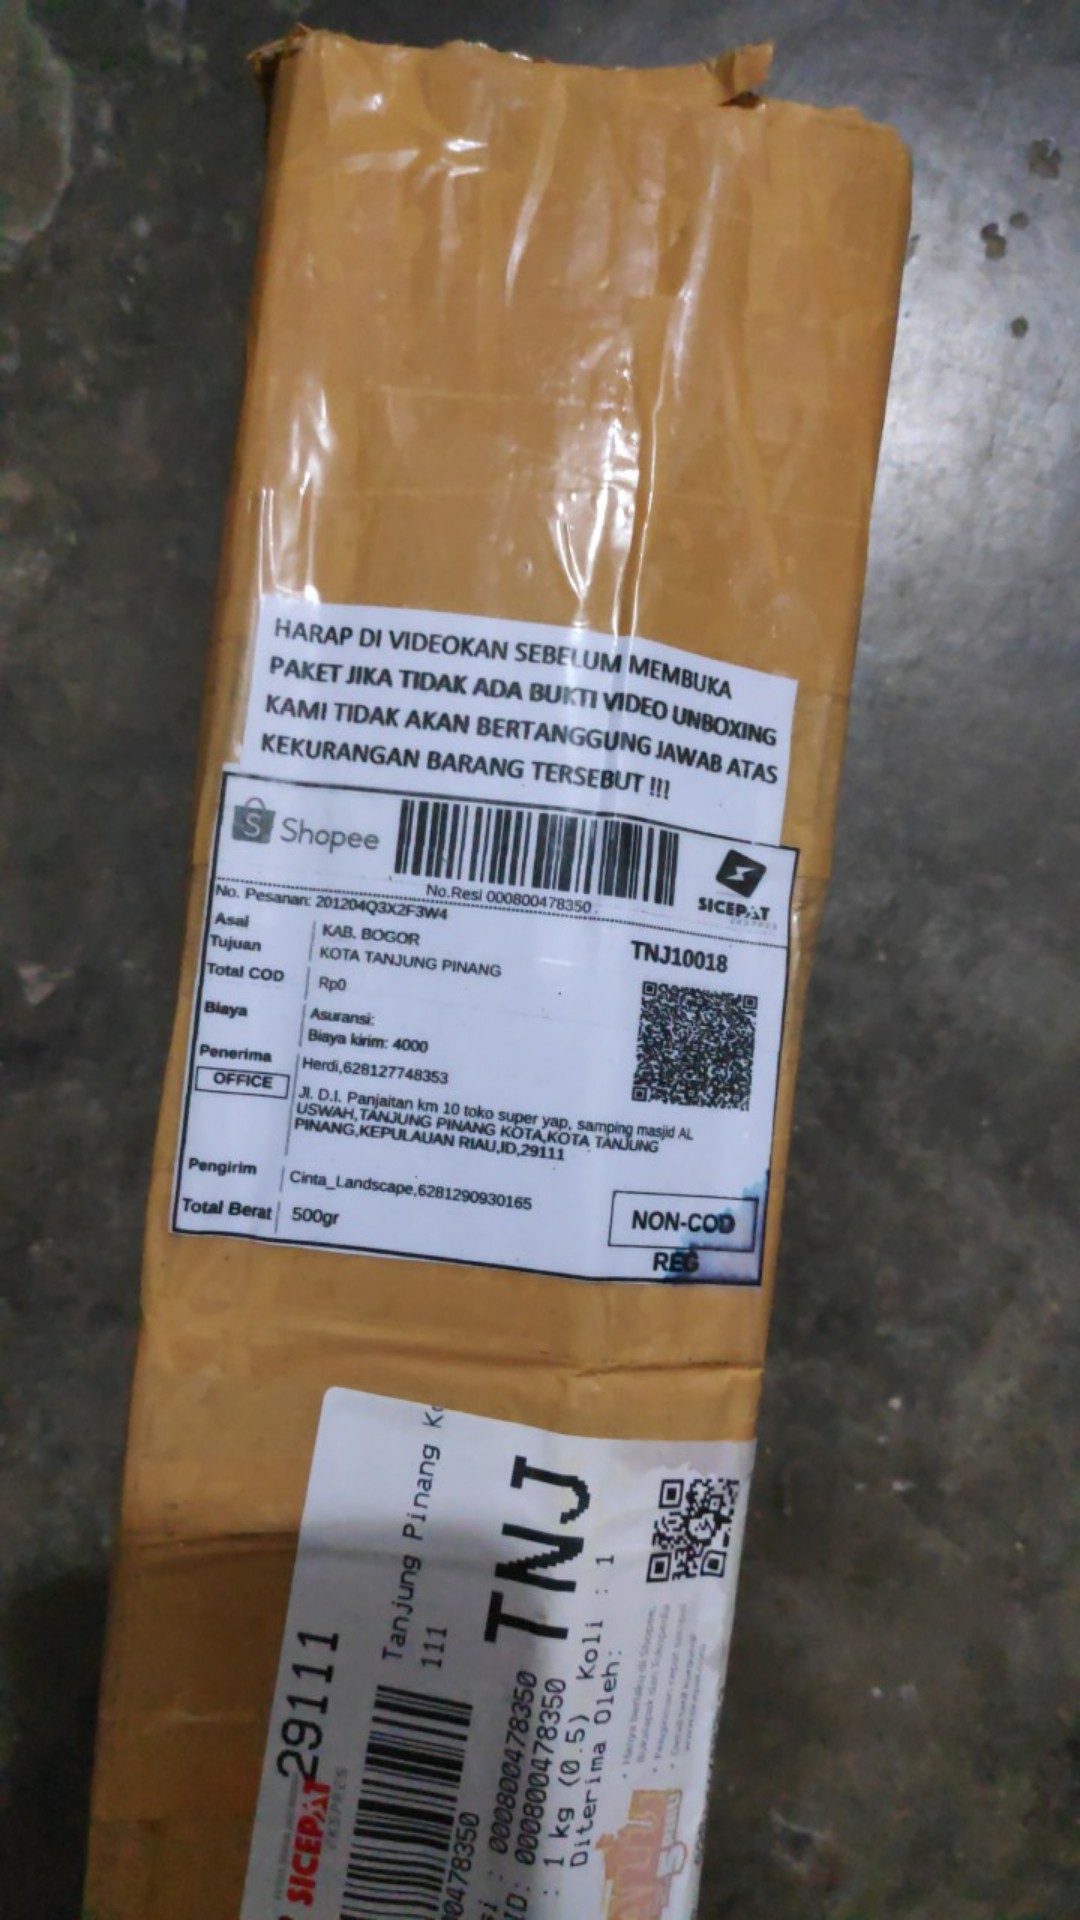 HARAP DI VIDEOKAN SEBELUM MEMBUKA
PAKET JIKA TIDAK ADA BUKTI VIDEO UNBOXING
KAMI TIDAK AKAN BERTANGGUNG JAWAB ATAS
KEKURANGAN BARANG TERSEBUT !!!
Shopee
No.Resi 000800478350
SICEPAT
EKSPRES
No. Pesanan: 201204Q3X2F3W4
Asal KAB. BOGOR
Tujuan KOTA TANJUNG PINANG
TNJ10018
Total COD Rp0
Biaya Asuransi:
Biaya kirim: 4000
Penerima Herdi,628127748353
OFFICE
Jl. D.I. Panjaitan km 10 toko super yap, samping masjid AL
USWAH,TANJUNG PINANG KOTA,KOTA TANJUNG
PINANG,KEPULAUAN RIAU,ID,29111
Pengirim Cinta_Landscape,6281290930165
Total Berat 500gr
NON-COD
REG
SICEPAT
EKSPRES
29111
Tanjung Pinang
111
00478350
TNJ
: 000800478350
ID: 000800478350
: 1 kg (0.5) Koli : 1
Diterima Oleh: